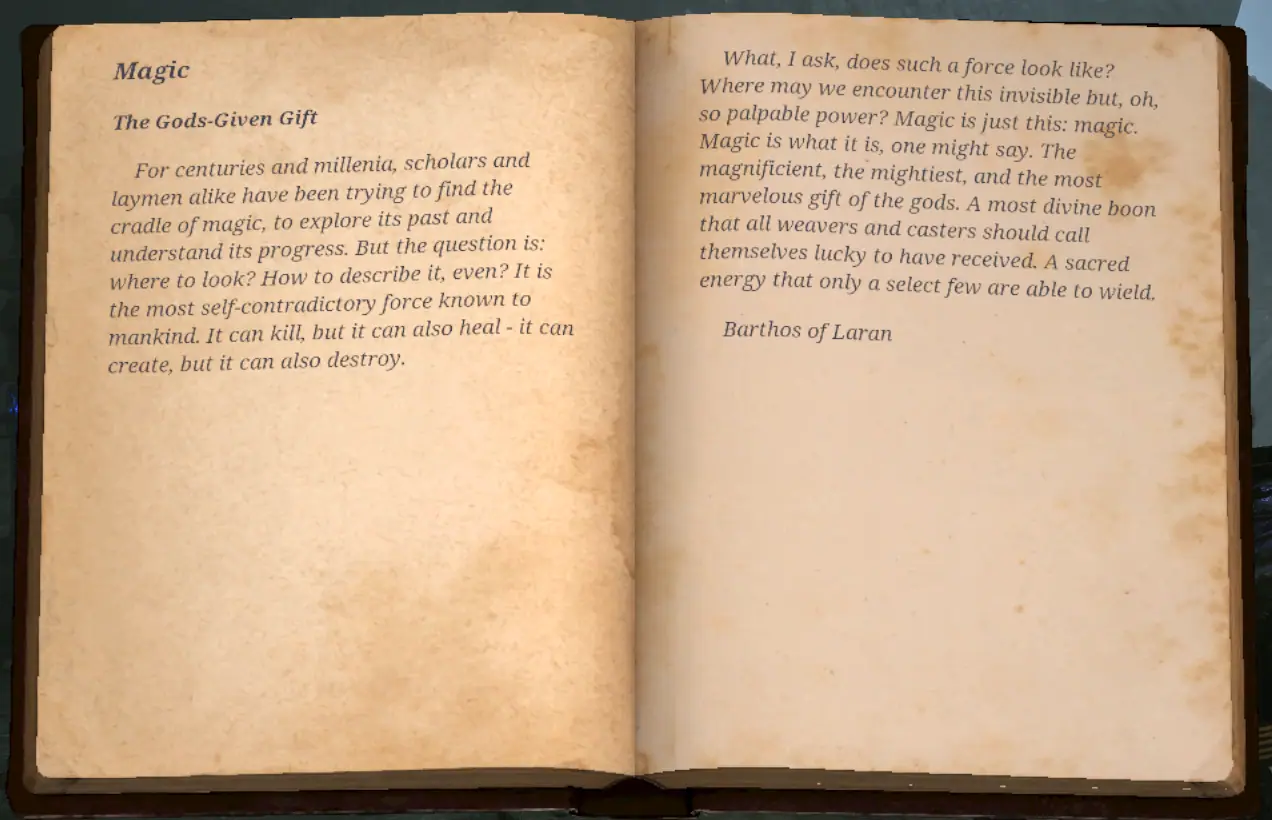 Magic
The Gods-Given Gift
For centuries and millenia, scholars and
laymen alike have been trying to find the
cradle of magic, to explore its past and
understand its progress. But the question is:
where to look? How to describe it, even? It is
the most self-contradictory force known to
mankind. It can kill, but it can also heal - it can
create, but it can also destroy.
What, I ask, does such a force look like?
Where may we encounter this invisible but, oh,
so palpable power? Magic is just this: magic.
Magic is what it is, one might say. The
magnificient, the mightiest, and the most
marvelous gift of the gods. A most divine boon
that all weavers and casters should call
themselves lucky to have received. A sacred
energy that only a select few are able to wield.
Barthos of Laran